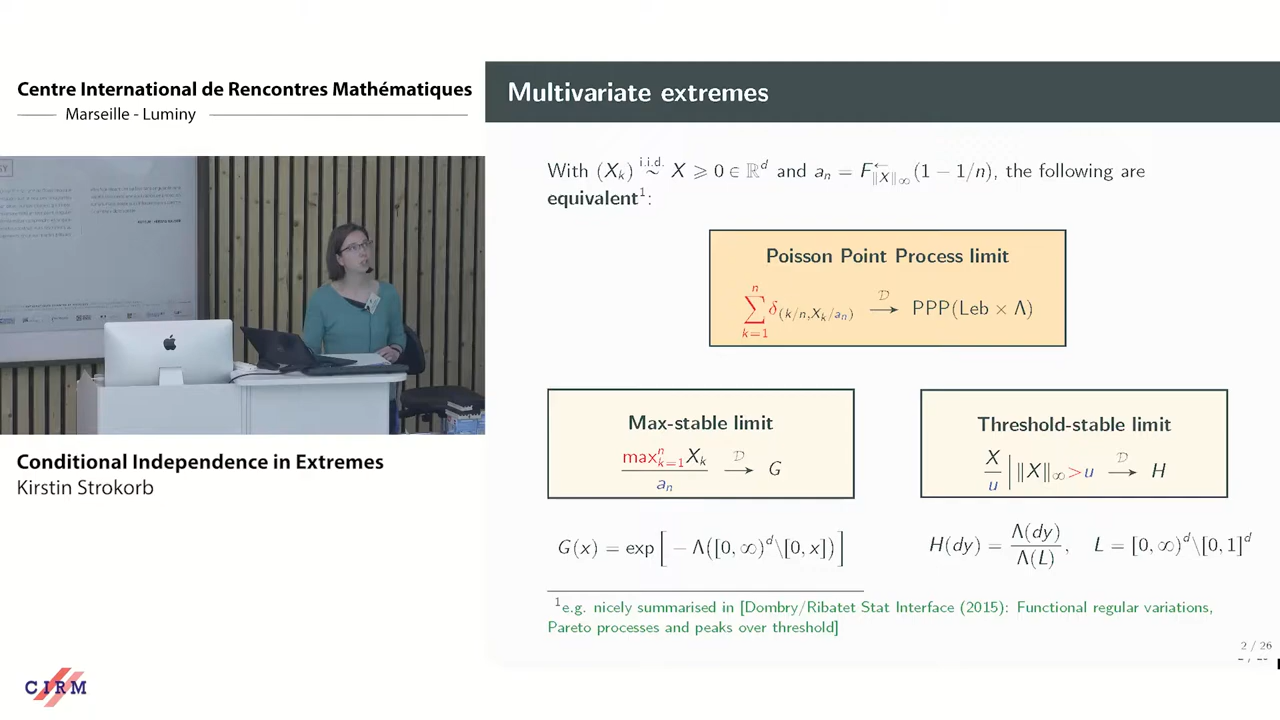 Centre International de Rencontres Mathématiques
Marseille - Luminy
Conditional Independence in Extremes
Kirstin Strokorb
CIRM
Multivariate extremes
With (X_k) i.i.d. ∼ X ⩾ 0 ∈ ℝ^d and a_n = F^←_{‖X‖_∞}(1 − 1/n), the following are
equivalent¹:
Poisson Point Process limit
∑_{k=1}^n δ_{(k/n, X_k/a_n)} →^𝒟 PPP(Leb × Λ)
Max-stable limit
max_{k=1}^n X_k / a_n →^𝒟 G
G(x) = exp[ − Λ([0, ∞)^d\[0, x])]
Threshold-stable limit
X/u | ‖X‖_∞ > u →^𝒟 H
H(dy) = Λ(dy)/Λ(L), L = [0, ∞)^d\[0, 1]^d
¹e.g. nicely summarised in [Dombry/Ribatet Stat Interface (2015): Functional regular variations,
Pareto processes and peaks over threshold]
2 / 26